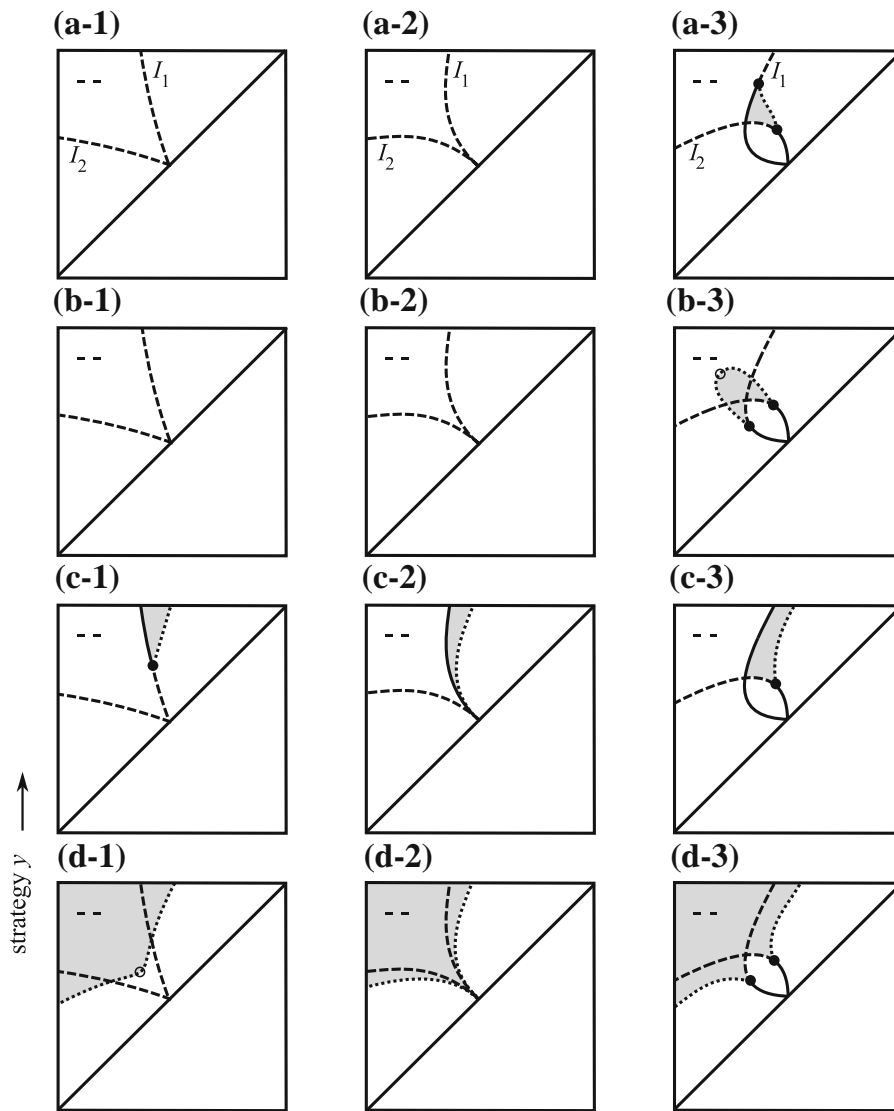 (a-1) (a-2) (a-3)
I1 I1 I1
I2 I2 I2
(b-1) (b-2) (b-3)
(c-1) (c-2) (c-3)
(d-1) (d-2) (d-3)
strategy y